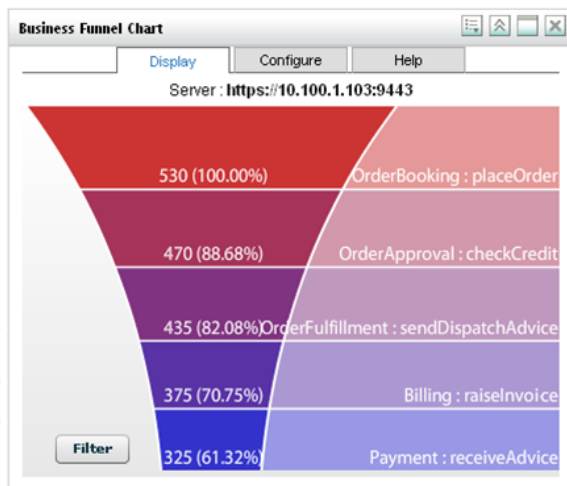 Business Funnel Chart
Display Configure Help
Server : https://10.100.1.103:9443
530 (100.00%) OrderBooking : placeOrder
470 (88.68%) OrderApproval : checkCredit
435 (82.08%) OrderFulfillment : sendDispatchAdvice
375 (70.75%) Billing : raiseInvoice
Filter
325 (61.32%) Payment : receiveAdvice